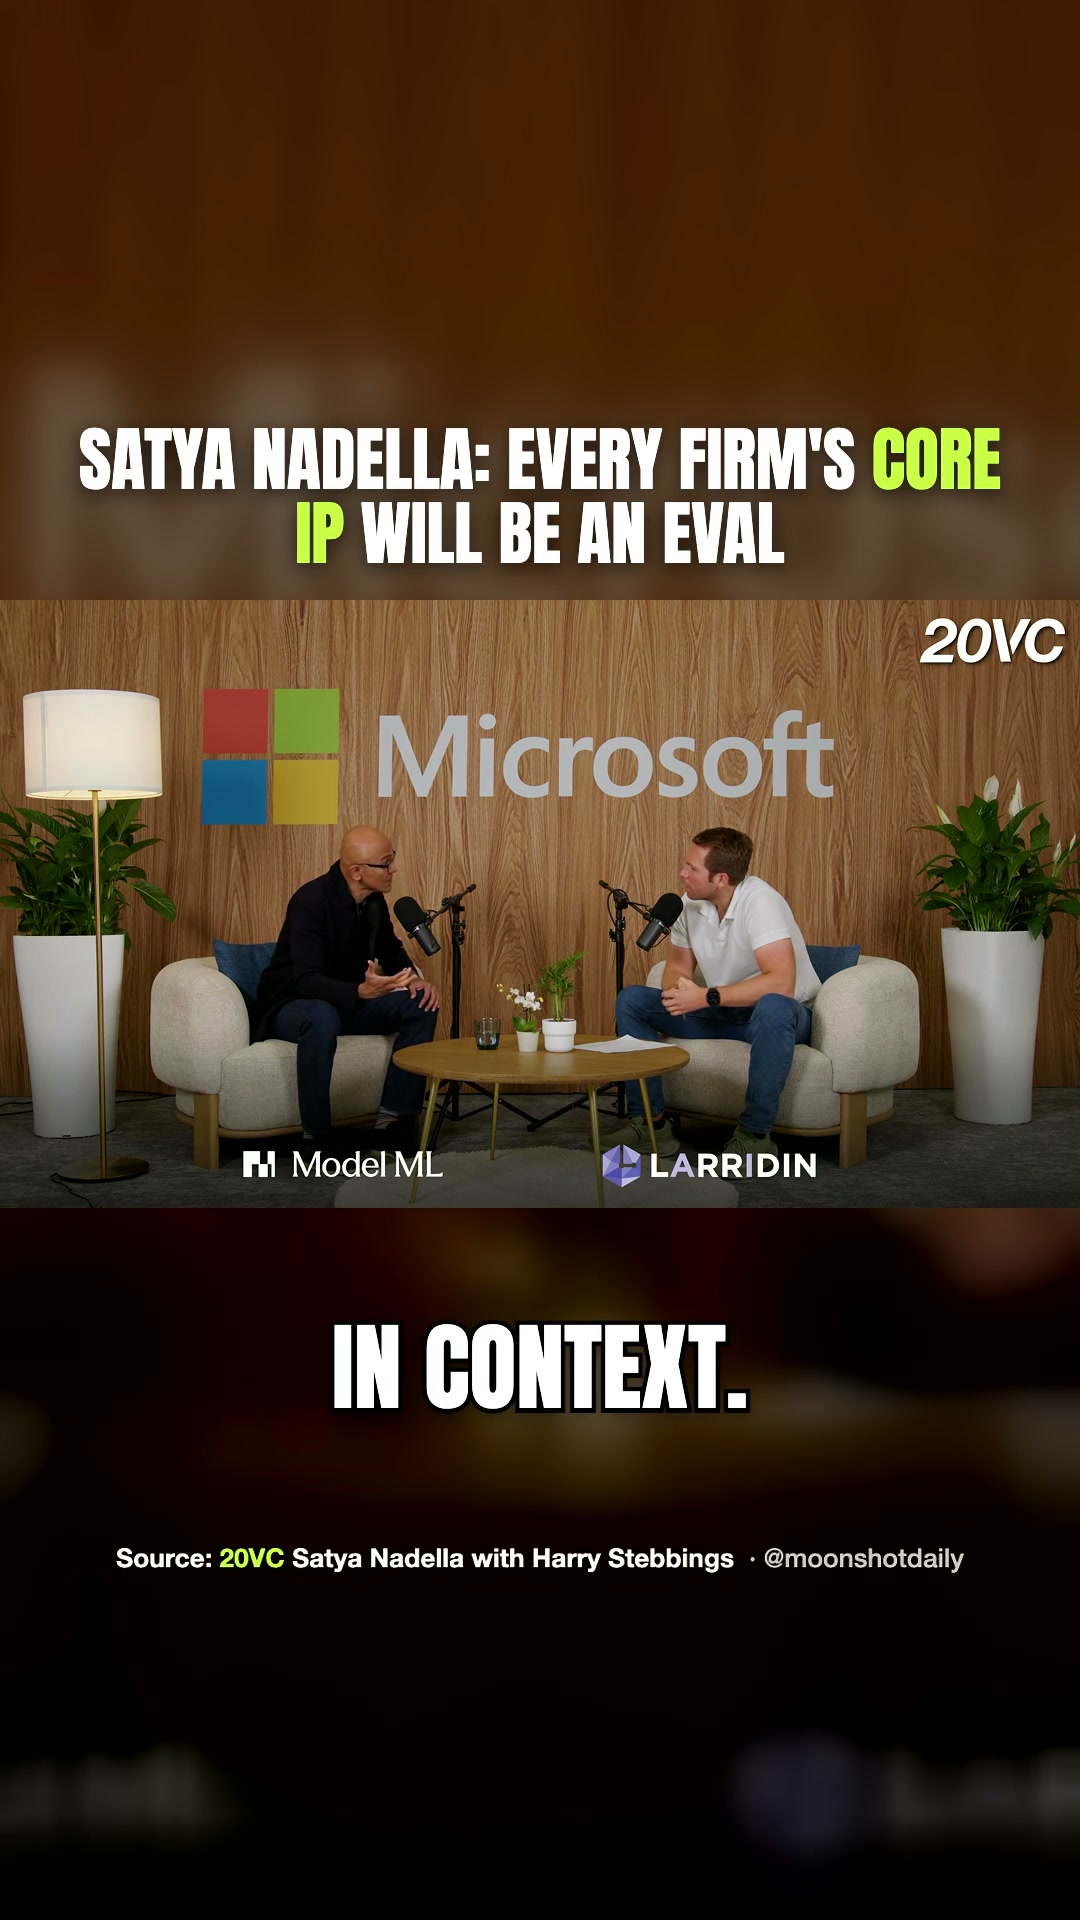 SATYA NADELLA: EVERY FIRM'S CORE
IP WILL BE AN EVAL
20VC
Microsoft
Model ML
LARRIDIN
IN CONTEXT.
Source: 20VC Satya Nadella with Harry Stebbings · @moonshotdaily